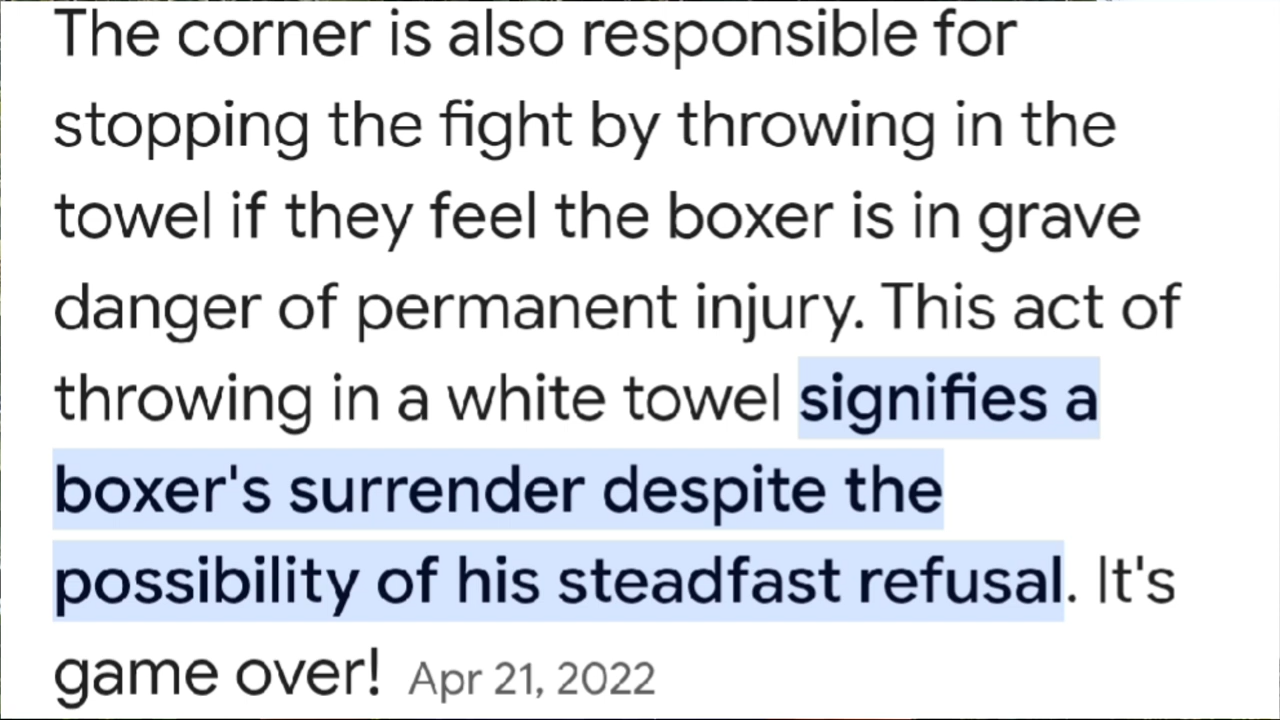 The corner is also responsible for
stopping the fight by throwing in the
towel if they feel the boxer is in grave
danger of permanent injury. This act of
throwing in a white towel signifies a
boxer's surrender despite the
possibility of his steadfast refusal. It's
game over! Apr 21, 2022